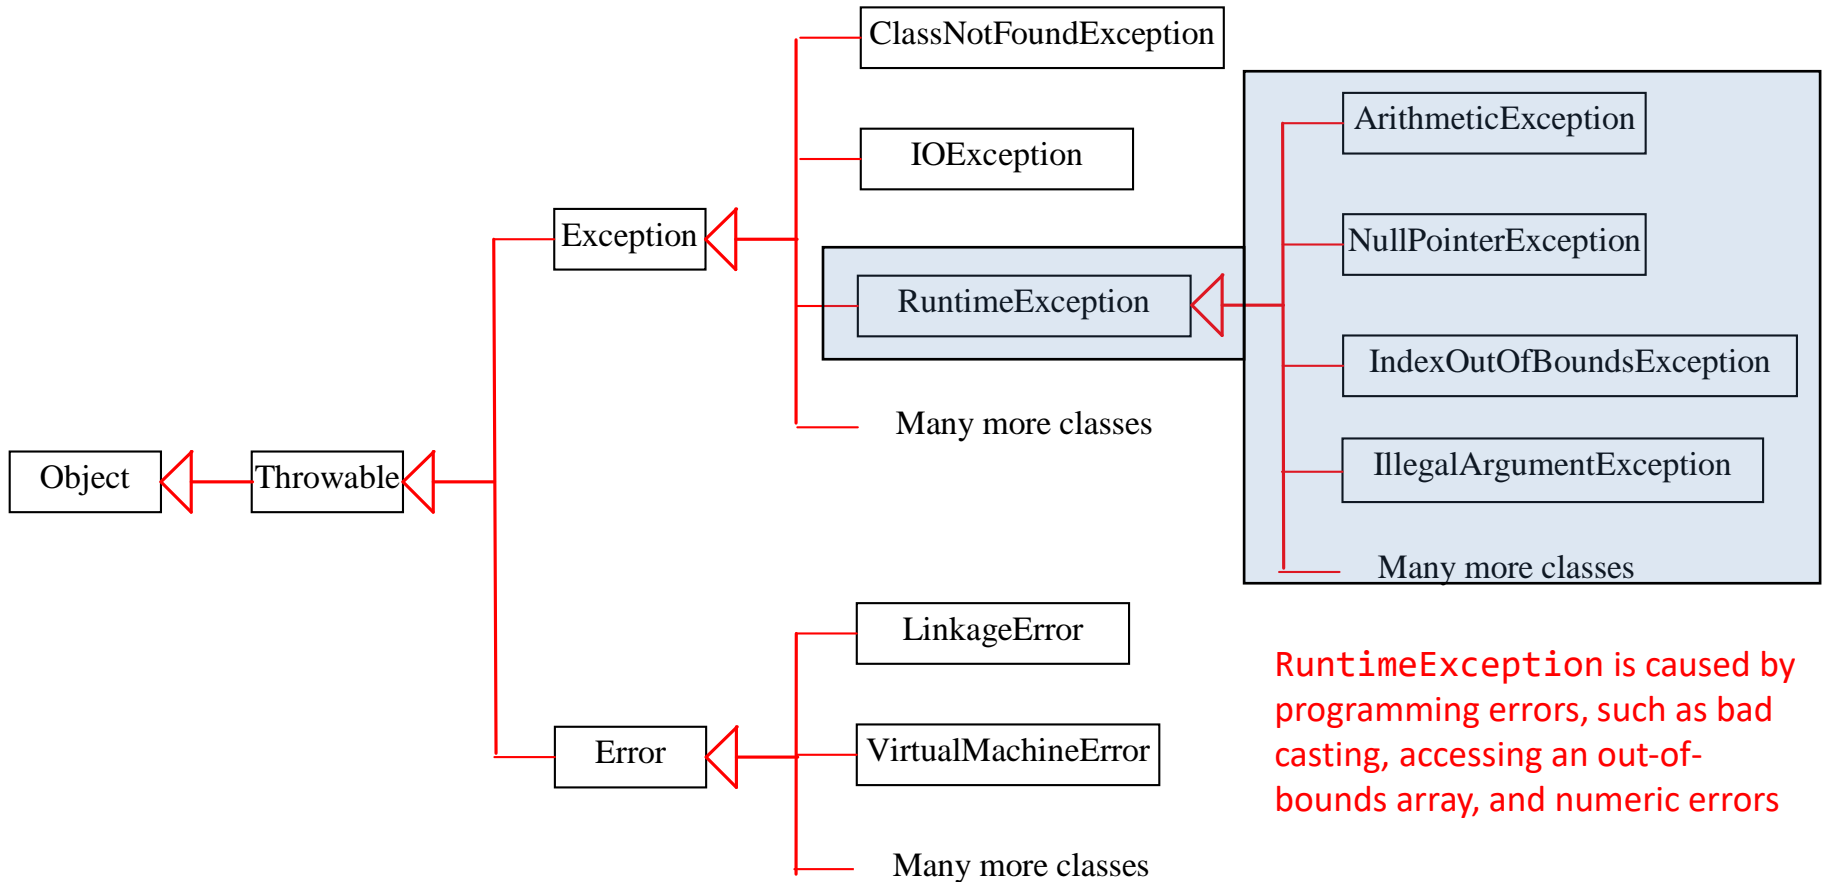 ClassNotFoundException
ArithmeticException
IOException
Exception
NullPointerException
RuntimeException
IndexOutOfBoundsException
Many more classes
IllegalArgumentException
Object
Throwable
Many more classes
LinkageError
RuntimeException is caused by
programming errors, such as bad
casting, accessing an out-of-
bounds array, and numeric errors
Error
VirtualMachineError
Many more classes